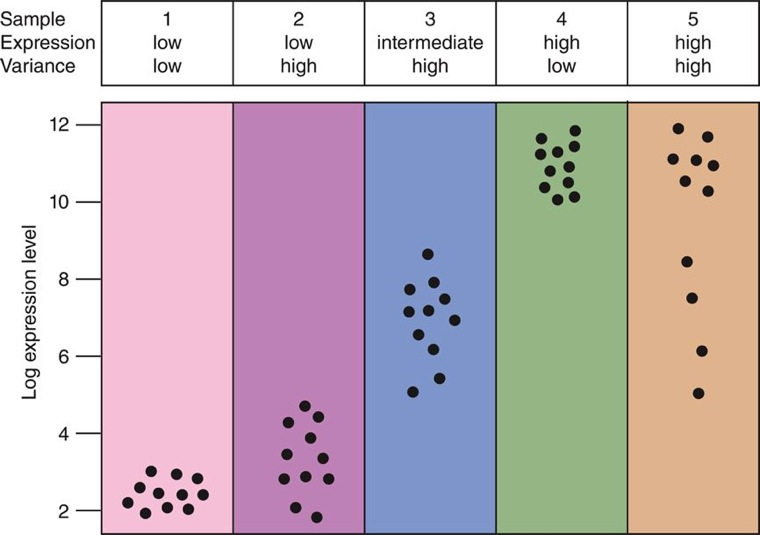 Sample 1 2 3 4 5
Expression low low intermediate high high
Variance low high high low high
12
10
8
6
4
2
Log expression level